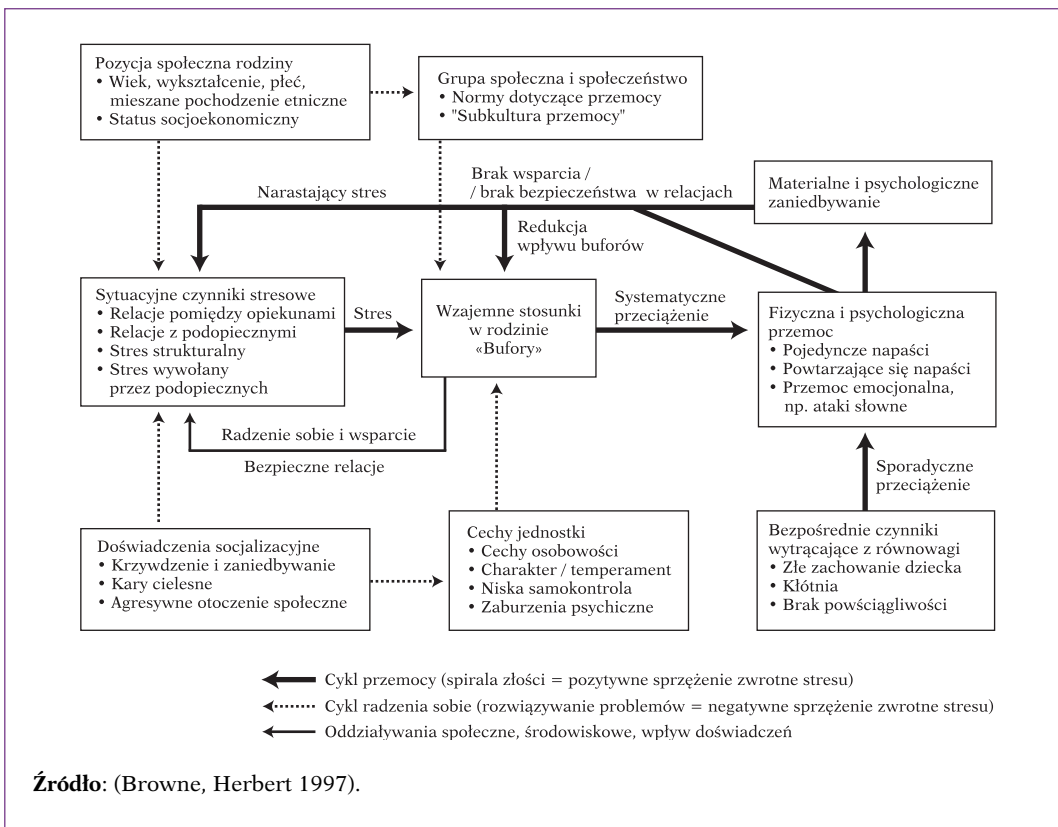 Pozycja społeczna rodziny
• Wiek, wykształcenie, płeć,
mieszane pochodzenie etniczne
• Status socjoekonomiczny
Grupa społeczna i społeczeństwo
• Normy dotyczące przemocy
• "Subkultura przemocy"
Narastający stres
Brak wsparcia /
/ brak bezpieczeństwa w relacjach
Materialne i psychologiczne
zaniedbywanie
Redukcja
wpływu buforów
Sytuacyjne czynniki stresowe
• Relacje pomiędzy opiekunami
• Relacje z podopiecznymi
• Stres strukturalny
• Stres wywołany
przez podopiecznych
Stres
Wzajemne stosunki
w rodzinie
«Bufory»
Systematyczne
przeciążenie
Fizyczna i psychologiczna
przemoc
• Pojedyncze napaści
• Powtarzające się napaści
• Przemoc emocjonalna,
np. ataki słowne
Radzenie sobie i wsparcie
Bezpieczne relacje
Sporadyczne
przeciążenie
Doświadczenia socjalizacyjne
• Krzywdzenie i zaniedbywanie
• Kary cielesne
• Agresywne otoczenie społeczne
Cechy jednostki
• Cechy osobowości
• Charakter / temperament
• Niska samokontrola
• Zaburzenia psychiczne
Bezpośrednie czynniki
wytrącające z równowagi
• Złe zachowanie dziecka
• Kłótnia
• Brak powściągliwości
Cykl przemocy (spirala złości = pozytywne sprzężenie zwrotne stresu)
Cykl radzenia sobie (rozwiązywanie problemów = negatywne sprzężenie zwrotne stresu)
Oddziaływania społeczne, środowiskowe, wpływ doświadczeń
Źródło: (Browne, Herbert 1997).